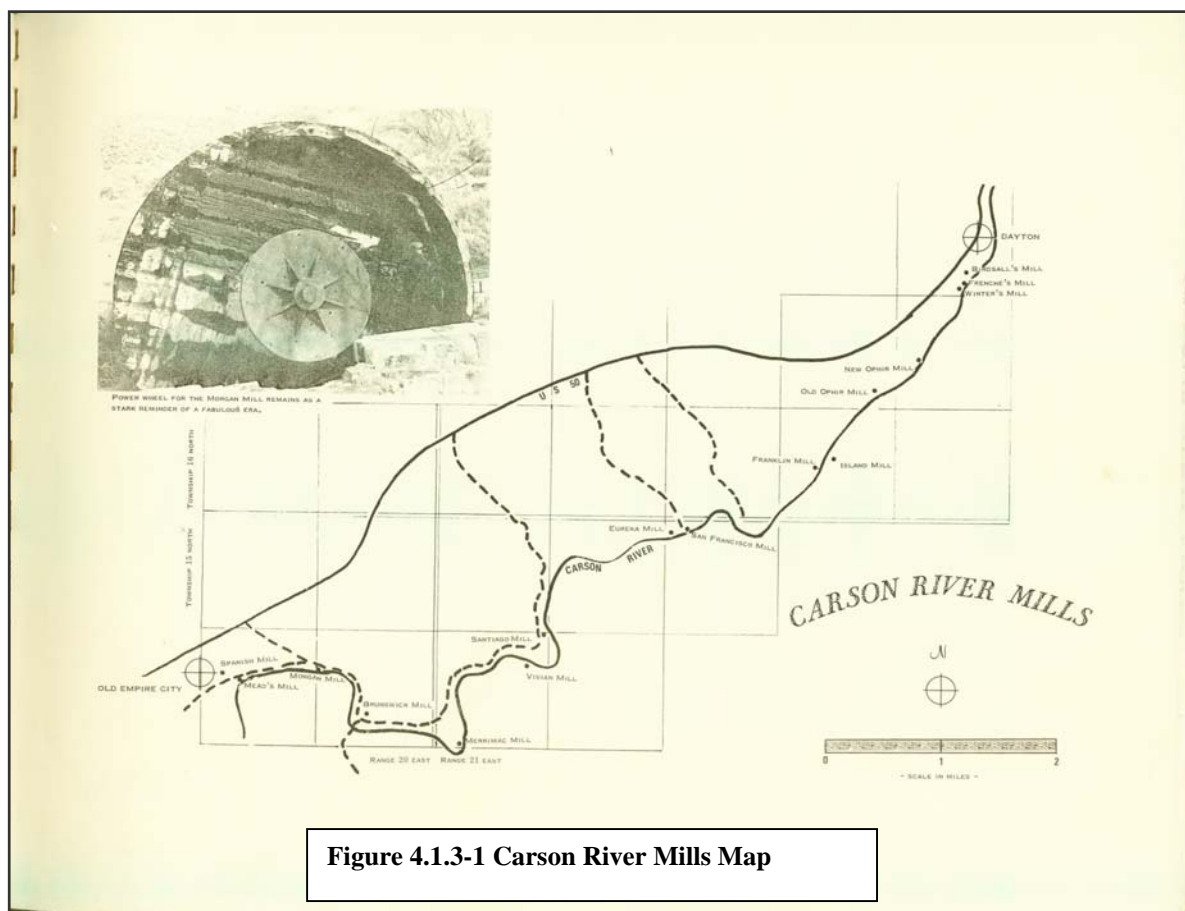 POWER WHEEL FOR THE MORGAN MILL REMAINS AS A
STARK REMINDER OF A FABULOUS ERA.
DAYTON
BIRDSALL'S MILL
FRENCHE'S MILL
WINTER'S MILL
NEW OPHIR MILL
OLD OPHIR MILL
U S 50
FRANKLIN MILL
ISLAND MILL
TOWNSHIP 16 NORTH
TOWNSHIP 15 NORTH
EUREKA MILL
SAN FRANCISCO MILL
CARSON RIVER
CARSON RIVER MILLS
N
SANTIAGO MILL
VIVIAN MILL
SPANISH MILL
OLD EMPIRE CITY
MEAD'S MILL
MORGAN MILL
BRUNSWICK MILL
MERRIMAC MILL
RANGE 20 EAST
RANGE 21 EAST
0 1 2
- SCALE IN MILES -
Figure 4.1.3-1 Carson River Mills Map